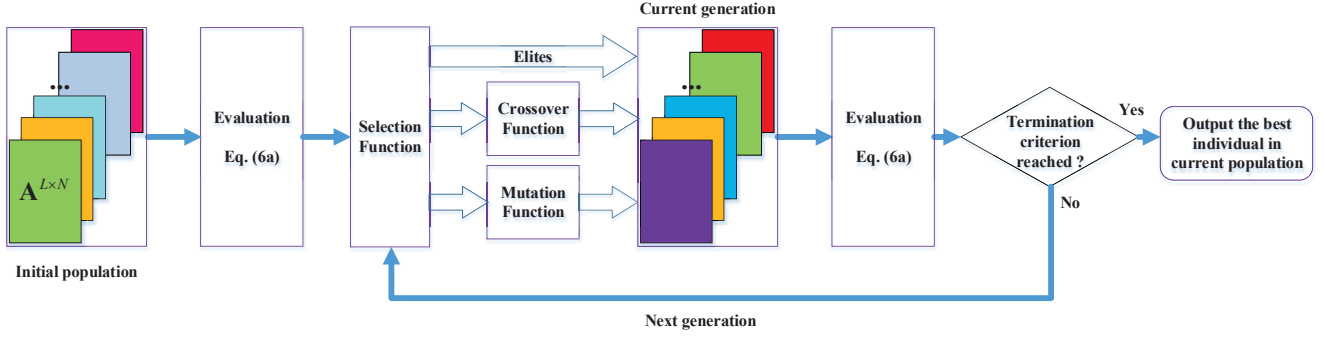 Current generation
...
A^{L×N}
Initial population
Evaluation
Eq. (6a)
Selection
Function
Elites
Crossover
Function
Mutation
Function
...
Evaluation
Eq. (6a)
Termination
criterion
reached ?
Yes
No
Output the best
individual in
current population
Next generation